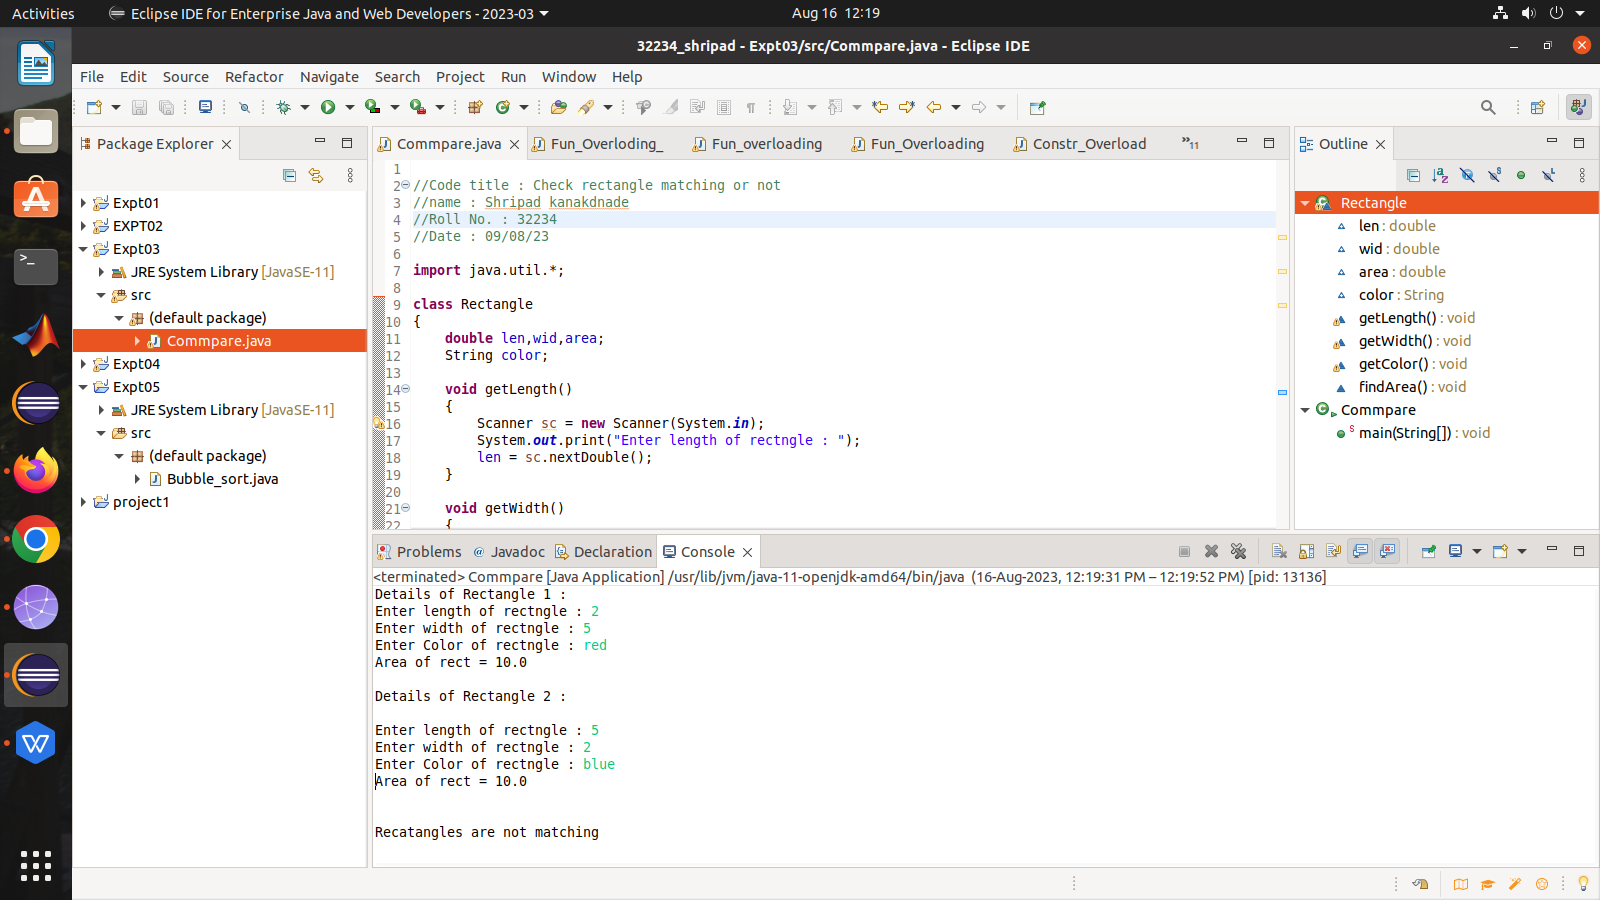 Activities
Eclipse IDE for Enterprise Java and Web Developers - 2023-03
Aug 16 12:19
32234_shripad - Expt03/src/Commpare.java - Eclipse IDE
File Edit Source Refactor Navigate Search Project Run Window Help
Package Explorer
Expt01
EXPT02
Expt03
JRE System Library [JavaSE-11]
src
(default package)
Commpare.java
Expt04
Expt05
JRE System Library [JavaSE-11]
src
(default package)
Bubble_sort.java
project1
Commpare.java Fun_Overloding_ Fun_overloading Fun_Overloading Constr_Overload »11
1
2 //Code title : Check rectangle matching or not
3 //name : Shripad kanakdnade
4 //Roll No. : 32234
5 //Date : 09/08/23
6
7 import java.util.*;
8
9 class Rectangle
10 {
11 double len,wid,area;
12 String color;
13
14 void getLength()
15 {
16 Scanner sc = new Scanner(System.in);
17 System.out.print("Enter length of rectngle : ");
18 len = sc.nextDouble();
19 }
20
21 void getWidth()
22 {
Outline
Rectangle
len : double
wid : double
area : double
color : String
getLength() : void
getWidth() : void
getColor() : void
findArea() : void
Commpare
main(String[]) : void
Problems Javadoc Declaration Console
<terminated> Commpare [Java Application] /usr/lib/jvm/java-11-openjdk-amd64/bin/java (16-Aug-2023, 12:19:31 PM – 12:19:52 PM) [pid: 13136]
Details of Rectangle 1 :
Enter length of rectngle : 2
Enter width of rectngle : 5
Enter Color of rectngle : red
Area of rect = 10.0
Details of Rectangle 2 :
Enter length of rectngle : 5
Enter width of rectngle : 2
Enter Color of rectngle : blue
Area of rect = 10.0
Recatangles are not matching